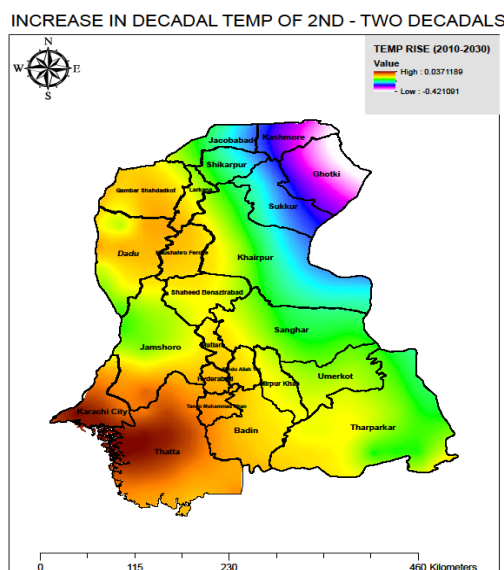 INCREASE IN DECADAL TEMP OF 2ND - TWO DECADALS
N
W E
S
TEMP RISE (2010-2030)
Value
High : 0.0371189
Low : -0.421091
Jacobabad
Kashmore
Shikarpur
Ghotki
Qambar Shahdadkot
Larkana
Sukkur
Dadu
Naushahro Feroze
Khairpur
Shaheed Benazirabad
Sanghar
Jamshoro
Matiari
Hyderabad
Mirpur Khas
Umerkot
Karachi City
Badin
Tharparkar
Thatta
0 115 230 460 Kilometers